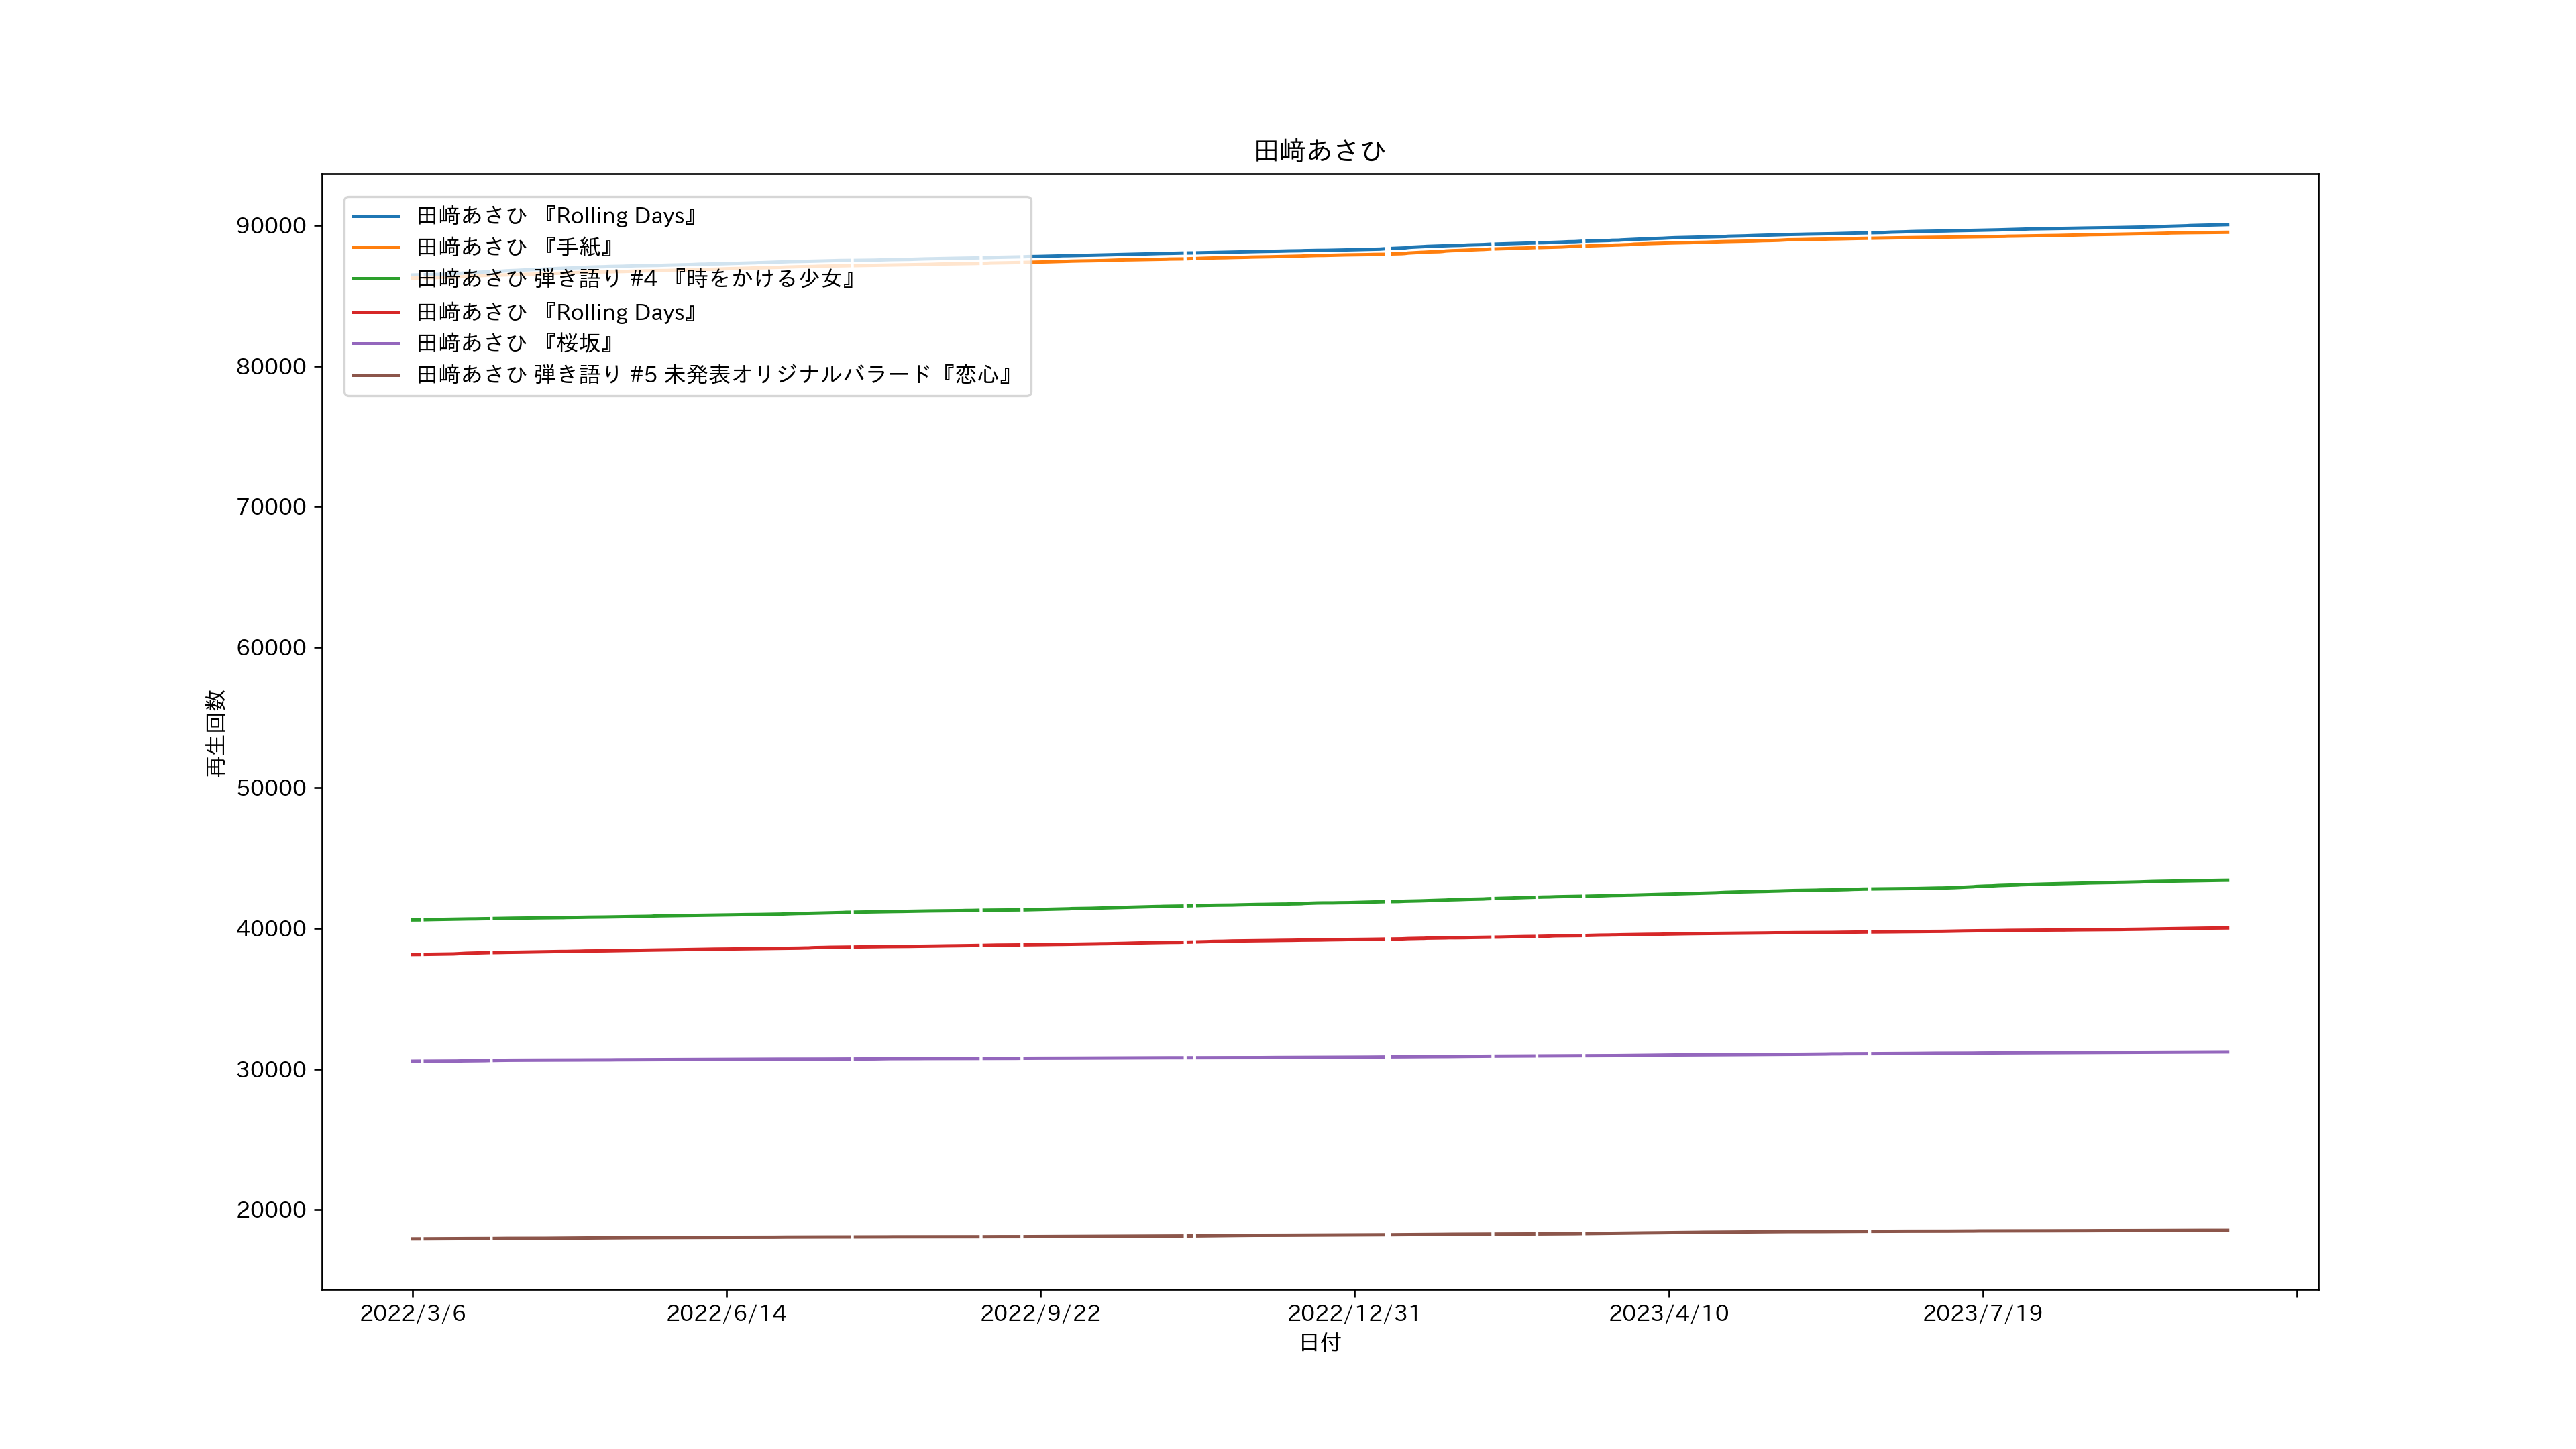 田﨑あさひ
田﨑あさひ 『Rolling Days』
田﨑あさひ 『手紙』
田﨑あさひ 弾き語り #4 『時をかける少女』
田﨑あさひ 『Rolling Days』
田﨑あさひ 『桜坂』
田﨑あさひ 弾き語り #5 未発表オリジナルバラード『恋心』
90000
80000
70000
60000
50000
40000
30000
20000
再生回数
2022/3/6
2022/6/14
2022/9/22
2022/12/31
2023/4/10
2023/7/19
日付